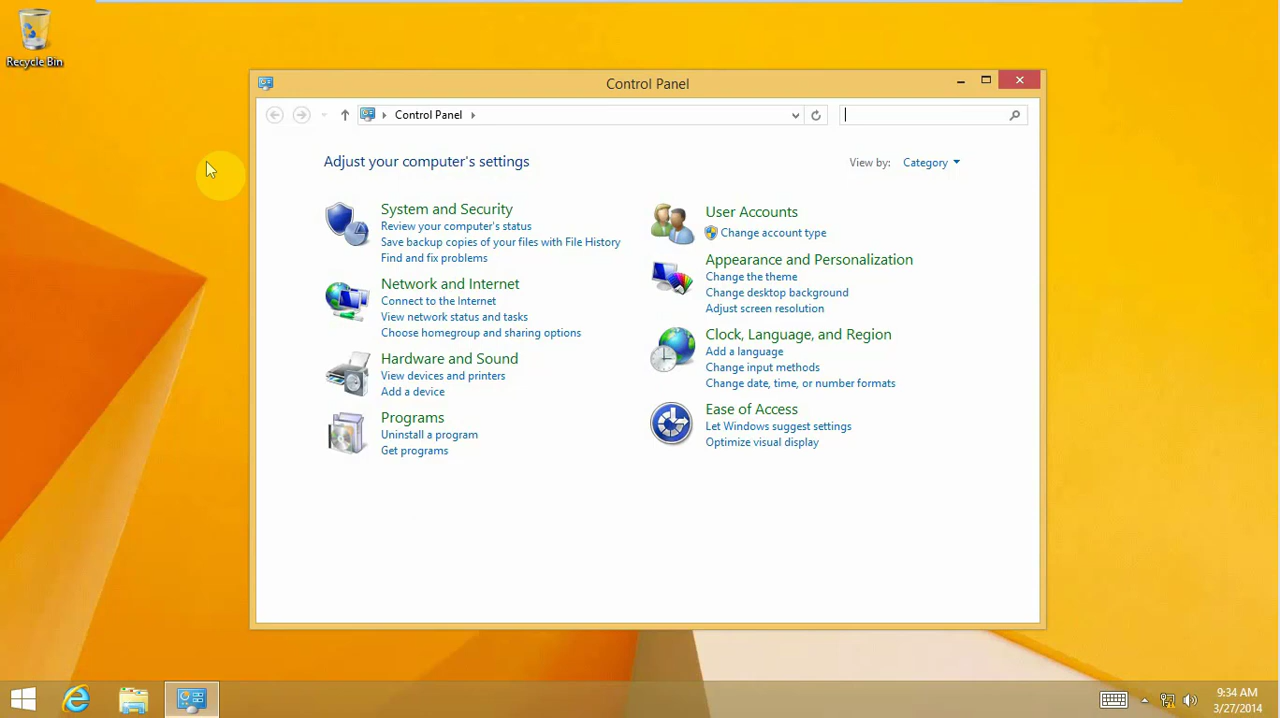 Recycle Bin
Control Panel
Control Panel
Adjust your computer's settings
View by: Category
System and Security
Review your computer's status
Save backup copies of your files with File History
Find and fix problems
Network and Internet
Connect to the Internet
View network status and tasks
Choose homegroup and sharing options
Hardware and Sound
View devices and printers
Add a device
Programs
Uninstall a program
Get programs
User Accounts
Change account type
Appearance and Personalization
Change the theme
Change desktop background
Adjust screen resolution
Clock, Language, and Region
Add a language
Change input methods
Change date, time, or number formats
Ease of Access
Let Windows suggest settings
Optimize visual display
9:34 AM
3/27/2014